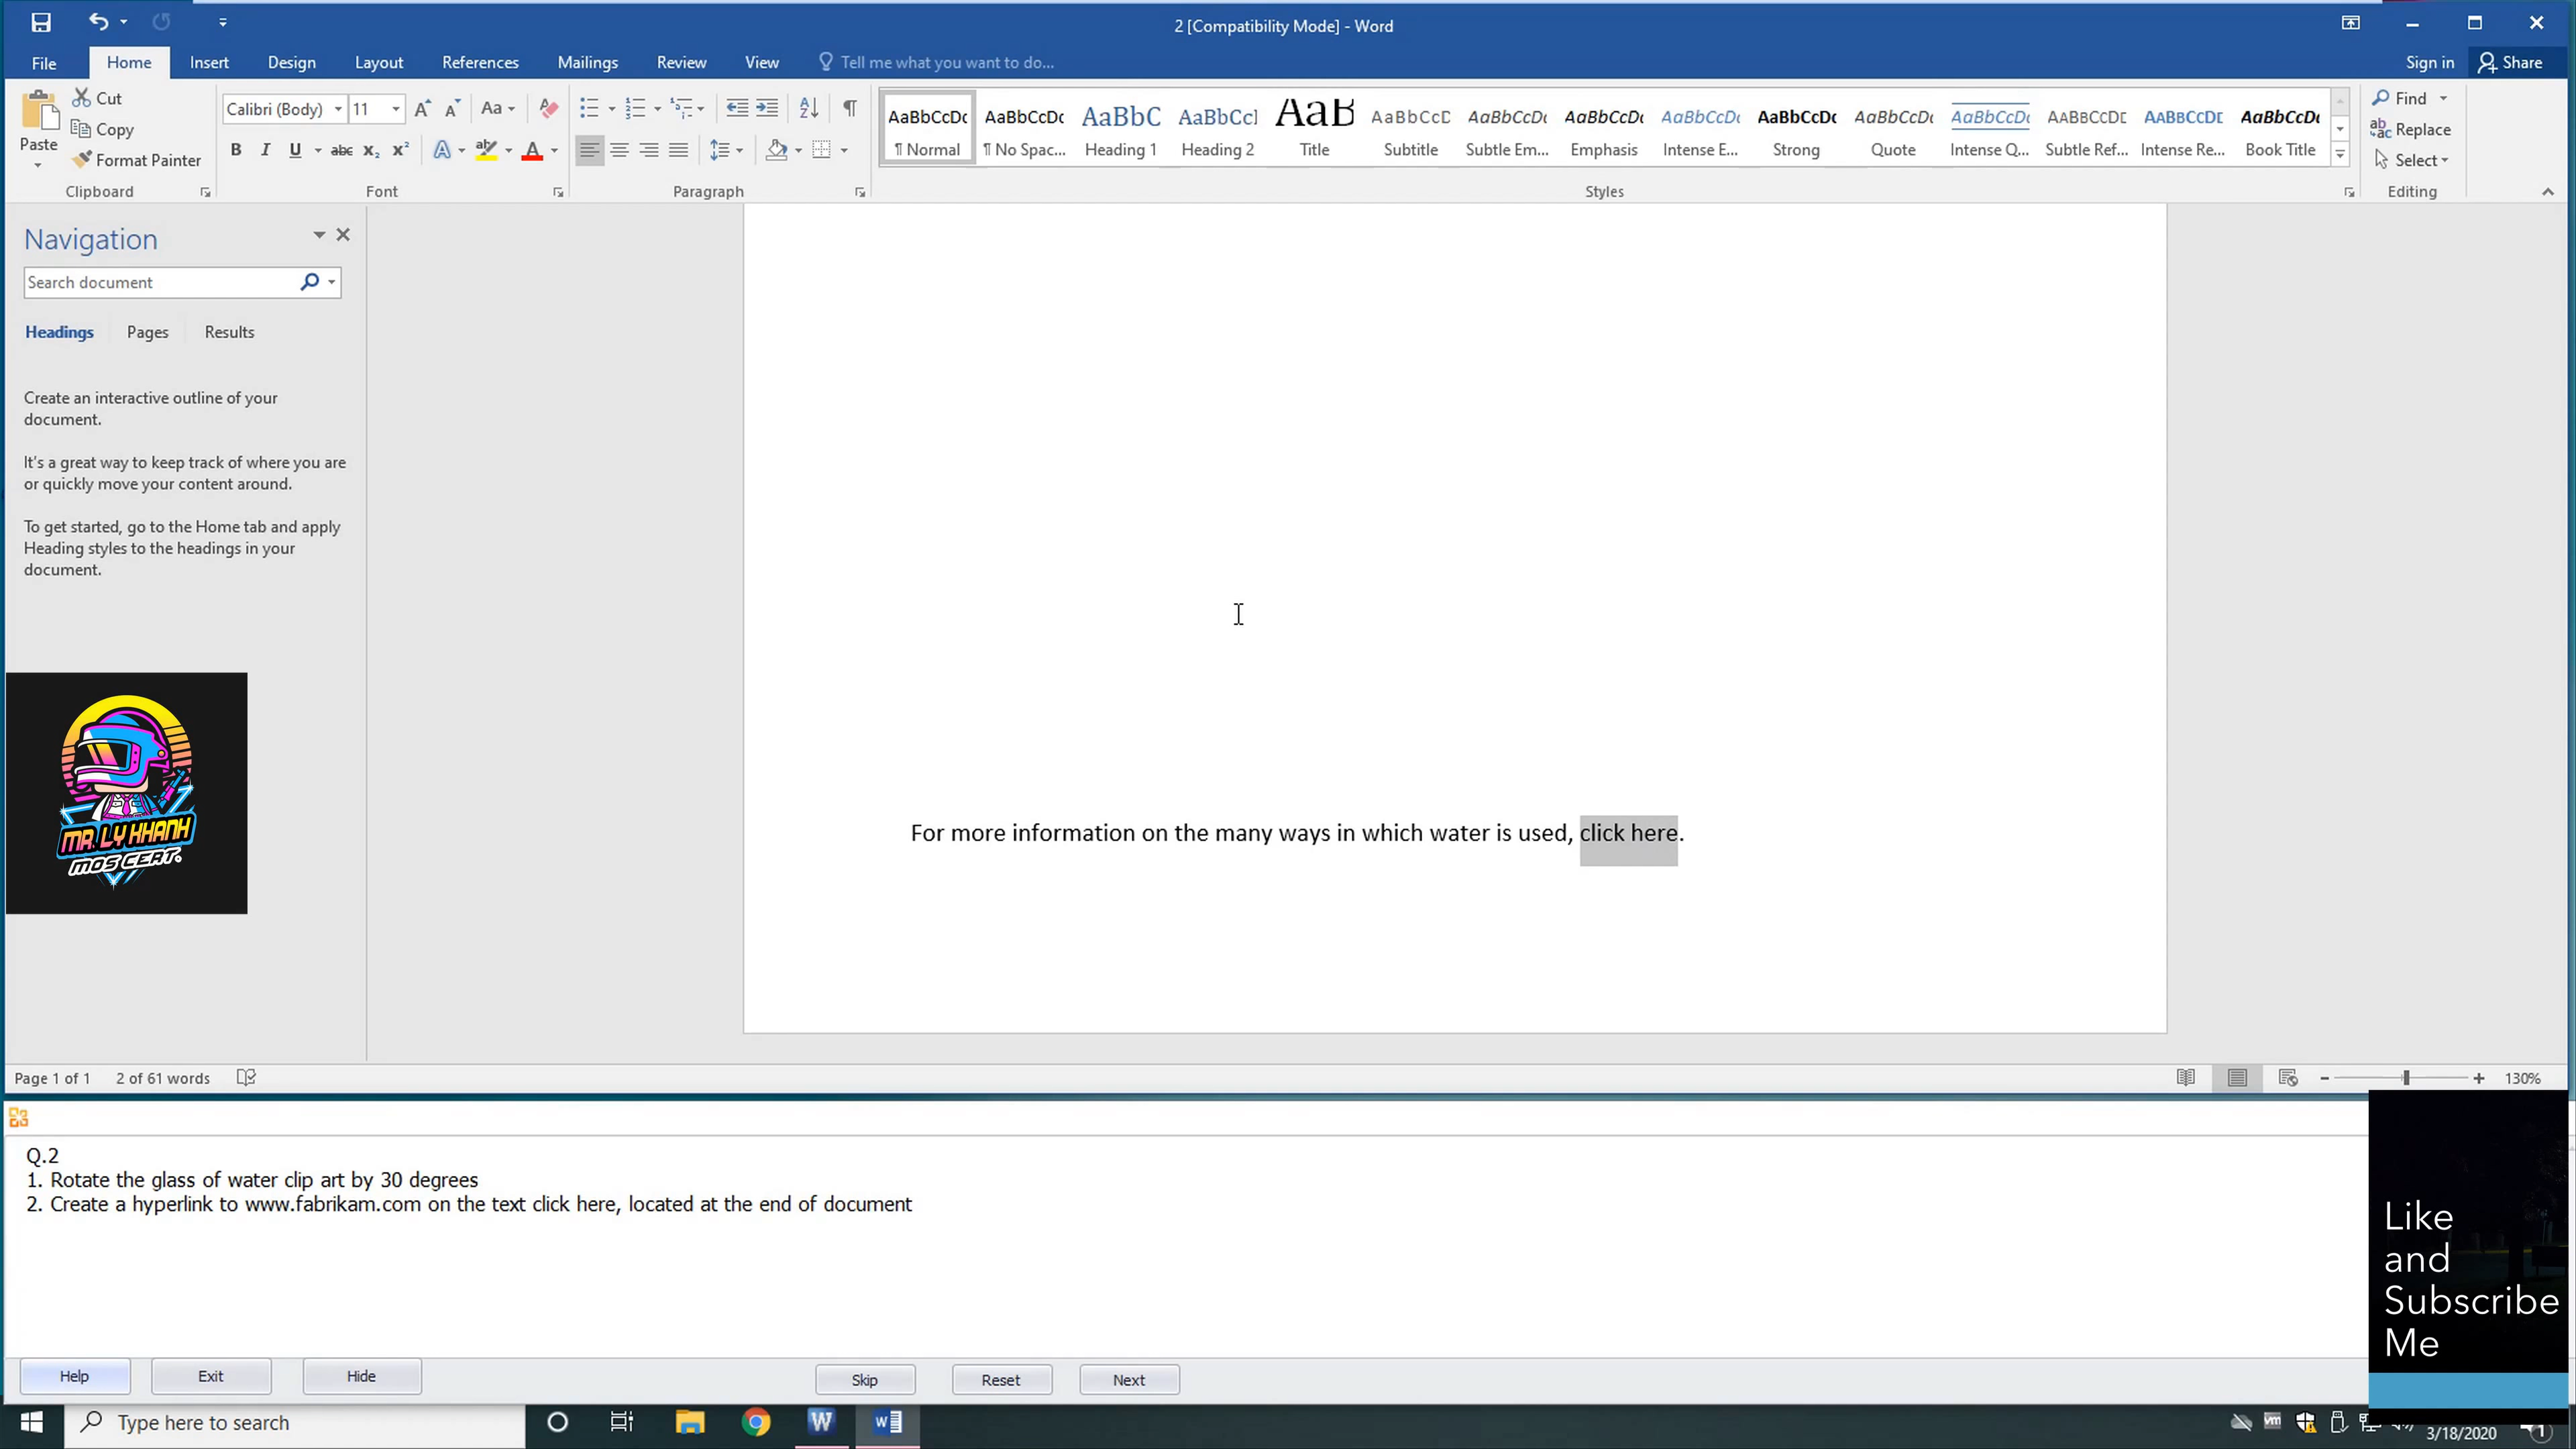 2 [Compatibility Mode] - Word
File Home Insert Design Layout References Mailings Review View Tell me what you want to do... Sign in Share
Paste
Cut
Copy
Format Painter
Clipboard
Calibri (Body) 11
Font
Paragraph
AaBbCcDc AaBbCcDc AaBbC AaBbCcI AaB AaBbCcD AaBbCcDc AaBbCcDc AaBbCcDc AaBbCcDc AaBbCcDc AaBbCcDc AABBCCDE AABBCCDE AaBbCcDc
¶ Normal ¶ No Spac... Heading 1 Heading 2 Title Subtitle Subtle Em... Emphasis Intense E... Strong Quote Intense Q... Subtle Ref... Intense Re... Book Title
Styles
Find
Replace
Select
Editing
Navigation
Search document
Headings Pages Results
Create an interactive outline of your
document.
It's a great way to keep track of where you are
or quickly move your content around.
To get started, go to the Home tab and apply
Heading styles to the headings in your
document.
MR. LY KHANH
MOS CERT.
For more information on the many ways in which water is used, click here.
Page 1 of 1 2 of 61 words 130%
Q.2
1. Rotate the glass of water clip art by 30 degrees
2. Create a hyperlink to www.fabrikam.com on the text click here, located at the end of document
Like
and
Subscribe
Me
Help Exit Hide Skip Reset Next
Type here to search
3/18/2020